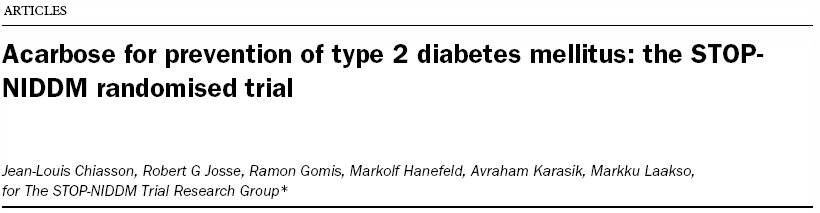 ARTICLES
Acarbose for prevention of type 2 diabetes mellitus: the STOP-
NIDDM randomised trial
Jean-Louis Chiasson, Robert G Josse, Ramon Gomis, Markolf Hanefeld, Avraham Karasik, Markku Laakso,
for The STOP-NIDDM Trial Research Group*